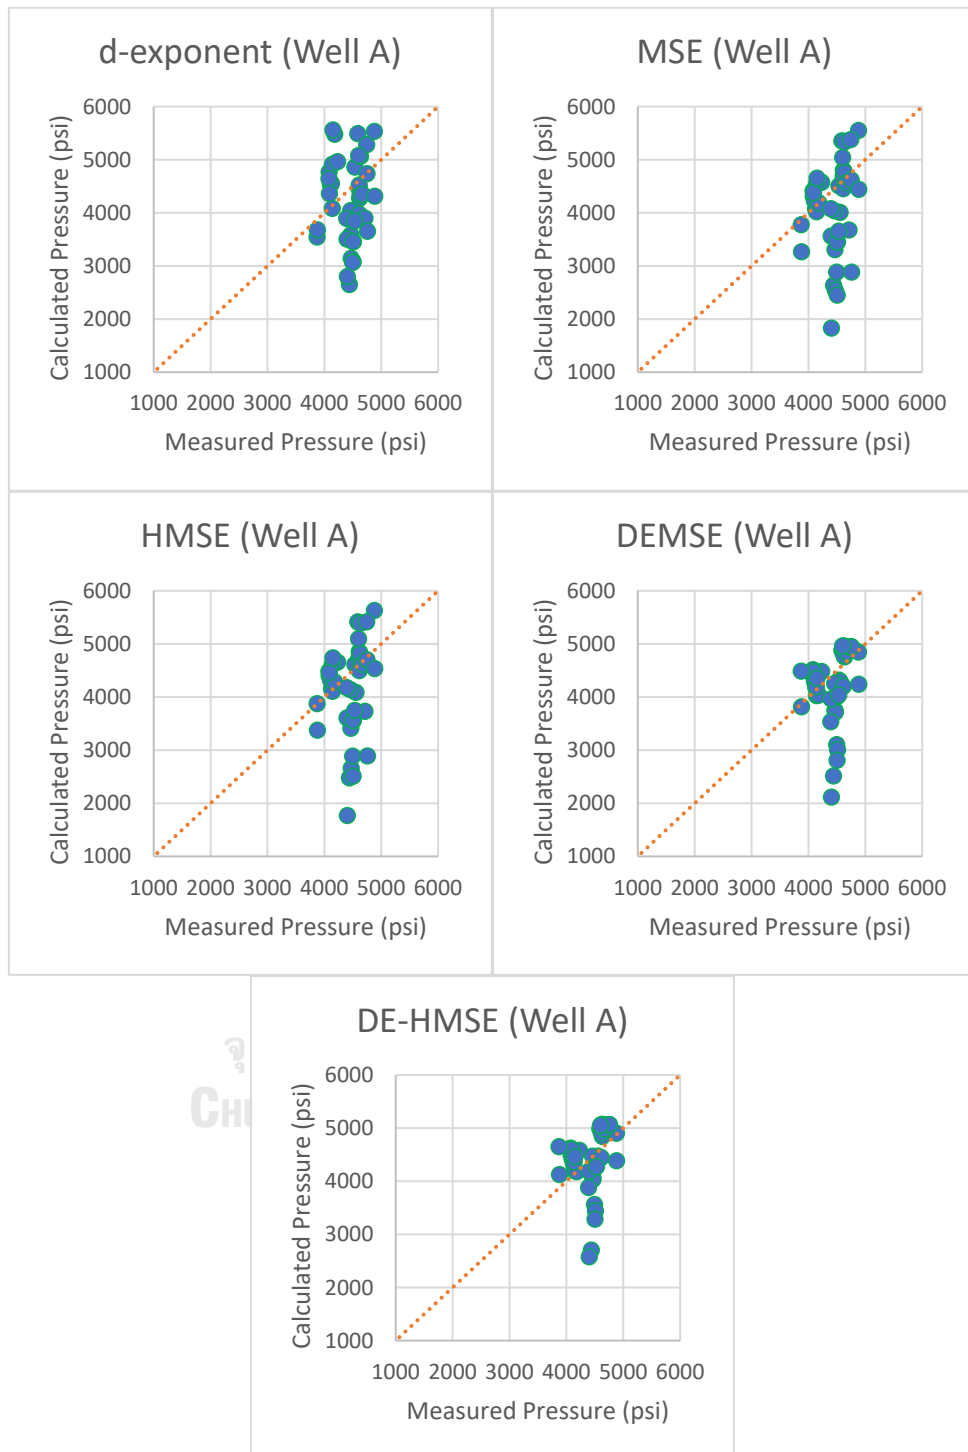 d-exponent (Well A)
6000
5000
4000
3000
2000
1000
Calculated Pressure (psi)
1000 2000 3000 4000 5000 6000
Measured Pressure (psi)
MSE (Well A)
6000
5000
4000
3000
2000
1000
Calculated Pressure (psi)
1000 2000 3000 4000 5000 6000
Measured Pressure (psi)
HMSE (Well A)
6000
5000
4000
3000
2000
1000
Calculated Pressure (psi)
1000 2000 3000 4000 5000 6000
Measured Pressure (psi)
DEMSE (Well A)
6000
5000
4000
3000
2000
1000
Calculated Pressure (psi)
1000 2000 3000 4000 5000 6000
Measured Pressure (psi)
DE-HMSE (Well A)
6000
5000
4000
3000
2000
1000
Calculated Pressure (psi)
1000 2000 3000 4000 5000 6000
Measured Pressure (psi)